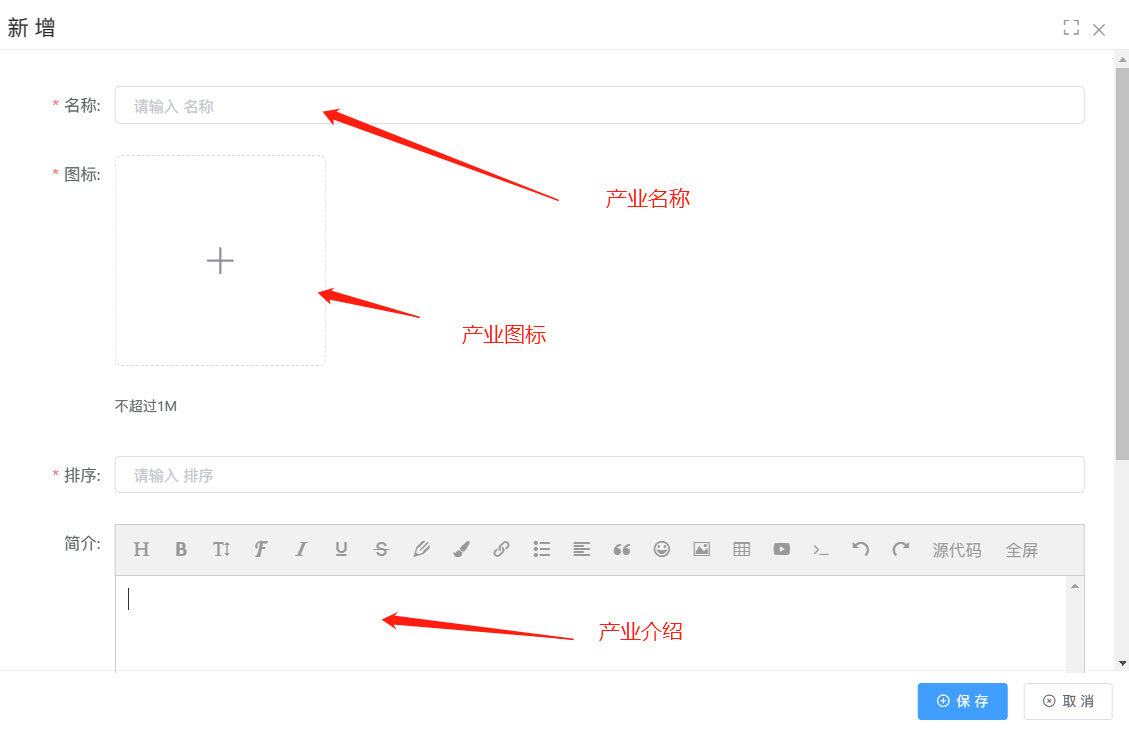 新 增
* 名称: 请输入 名称
产业名称
* 图标:
产业图标
不超过1M
* 排序: 请输入 排序
简介: H B T F I U S 源代码 全屏
产业介绍
保 存 取 消